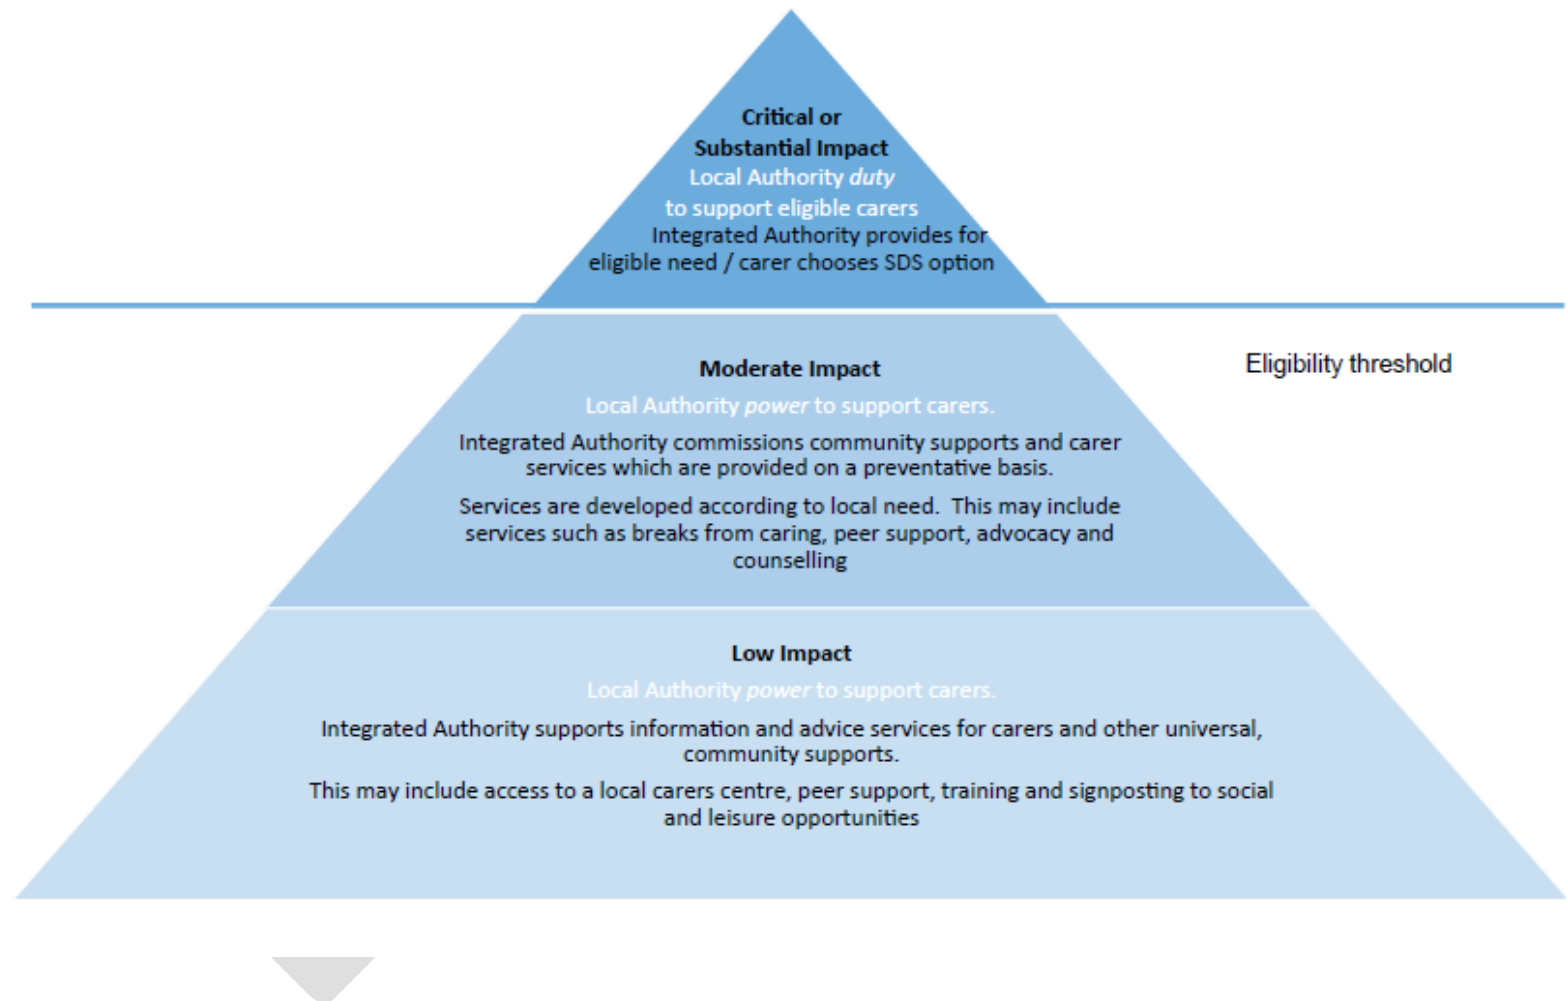 Critical or
Substantial Impact
Local Authority duty
to support eligible carers
Integrated Authority provides for
eligible need / carer chooses SDS option
Eligibility threshold
Moderate Impact
Local Authority power to support carers.
Integrated Authority commissions community supports and carer
services which are provided on a preventative basis.
Services are developed according to local need.  This may include
services such as breaks from caring, peer support, advocacy and
counselling
Low Impact
Local Authority power to support carers.
Integrated Authority supports information and advice services for carers and other universal,
community supports.
This may include access to a local carers centre, peer support, training and signposting to social
and leisure opportunities